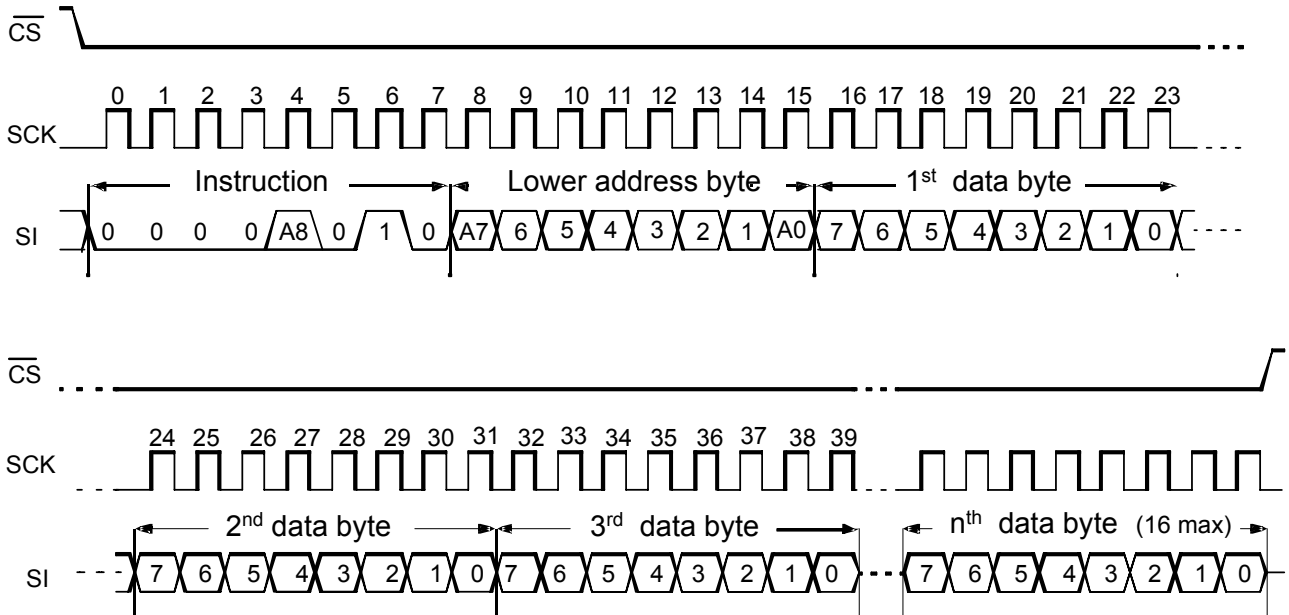 CS
0 1 2 3 4 5 6 7 8 9 10 11 12 13 14 15 16 17 18 19 20 21 22 23
SCK
Instruction Lower address byte 1st data byte
SI 0 0 0 0 A8 0 1 0 A7 6 5 4 3 2 1 A0 7 6 5 4 3 2 1 0
CS
24 25 26 27 28 29 30 31 32 33 34 35 36 37 38 39
SCK
2nd data byte 3rd data byte nth data byte (16 max)
SI 7 6 5 4 3 2 1 0 7 6 5 4 3 2 1 0 7 6 5 4 3 2 1 0